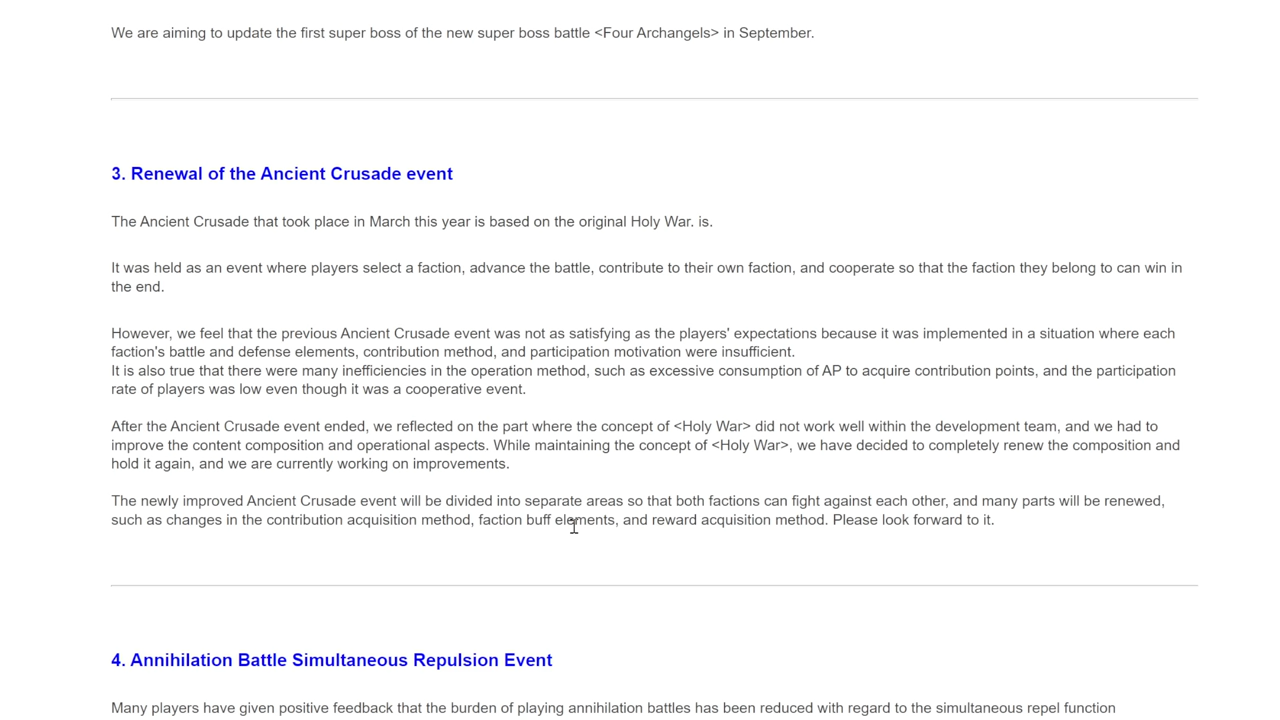 We are aiming to update the first super boss of the new super boss battle <Four Archangels> in September.
3. Renewal of the Ancient Crusade event
The Ancient Crusade that took place in March this year is based on the original Holy War. is.
It was held as an event where players select a faction, advance the battle, contribute to their own faction, and cooperate so that the faction they belong to can win in
the end.
However, we feel that the previous Ancient Crusade event was not as satisfying as the players' expectations because it was implemented in a situation where each
faction's battle and defense elements, contribution method, and participation motivation were insufficient.
It is also true that there were many inefficiencies in the operation method, such as excessive consumption of AP to acquire contribution points, and the participation
rate of players was low even though it was a cooperative event.
After the Ancient Crusade event ended, we reflected on the part where the concept of <Holy War> did not work well within the development team, and we had to
improve the content composition and operational aspects. While maintaining the concept of <Holy War>, we have decided to completely renew the composition and
hold it again, and we are currently working on improvements.
The newly improved Ancient Crusade event will be divided into separate areas so that both factions can fight against each other, and many parts will be renewed,
such as changes in the contribution acquisition method, faction buff elements, and reward acquisition method. Please look forward to it.
4. Annihilation Battle Simultaneous Repulsion Event
Many players have given positive feedback that the burden of playing annihilation battles has been reduced with regard to the simultaneous repel function